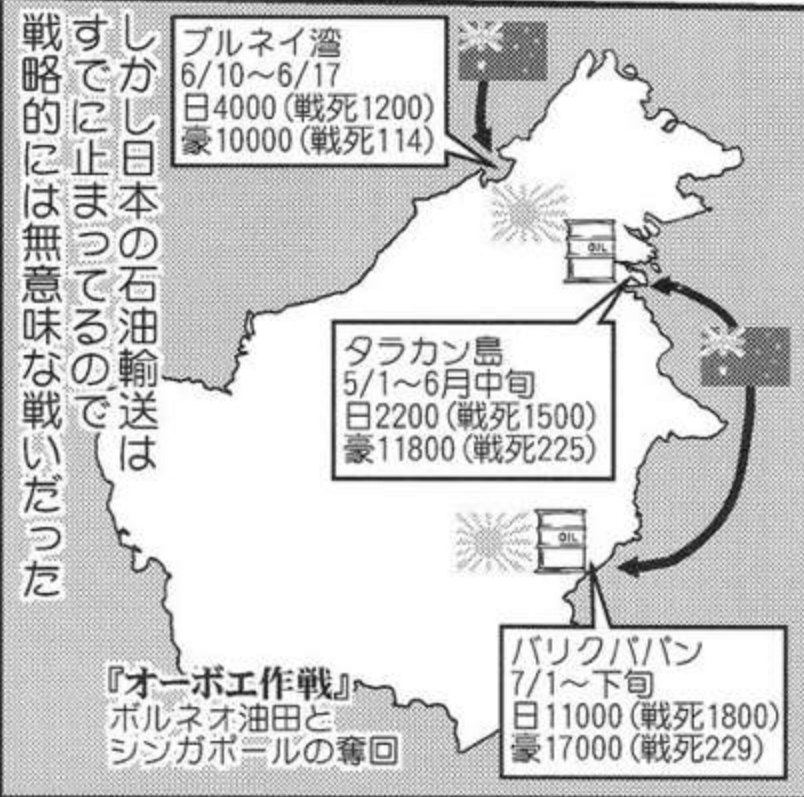 しかし日本の石油輸送は
すでに止まってるので
戦略的には無意味な戦いだった
ブルネイ湾
6/10～6/17
日4000(戦死1200)
豪10000(戦死114)
OIL
タラカン島
5/1～6月中旬
日2200(戦死1500)
豪11800(戦死225)
OIL
バリクパパン
7/1～下旬
日11000(戦死1800)
豪17000(戦死229)
『オーボエ作戦』
ボルネオ油田と
シンガポールの奪回